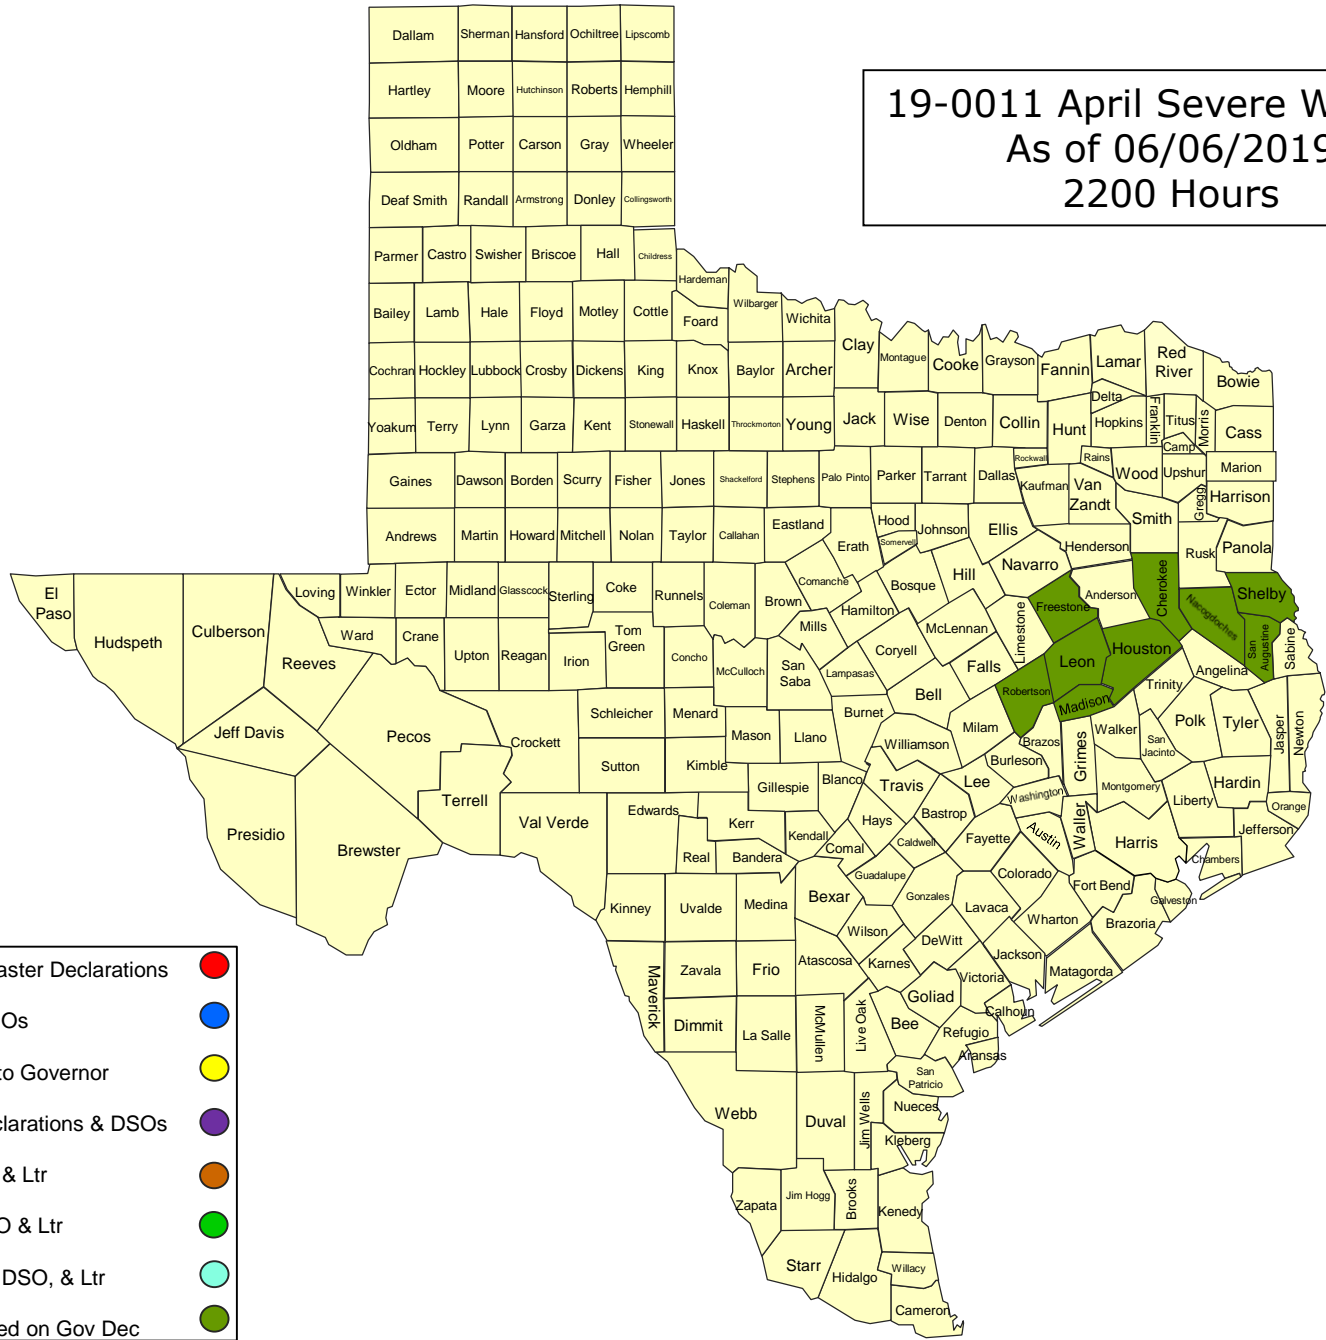 Dallam Sherman Hansford Ochiltree Lipscomb
Hartley Moore Hutchinson Roberts Hemphill
19-0011 April Severe W
As of 06/06/2019
2200 Hours
Oldham Potter Carson Gray Wheeler
Deaf Smith Randall Armstrong Donley Collingsworth
Parmer Castro Swisher Briscoe Hall Childress
Hardeman
Bailey Lamb Hale Floyd Motley Cottle Foard Wilbarger Wichita
Clay Montague Cooke Grayson Fannin Lamar Red
River Bowie
Cochran Hockley Lubbock Crosby Dickens King Knox Baylor Archer
Delta
Yoakum Terry Lynn Garza Kent Stonewall Haskell Throckmorton Young Jack Wise Denton Collin Hunt Hopkins Franklin Titus Morris Cass
Camp
Rockwall Rains
Gaines Dawson Borden Scurry Fisher Jones Shackelford Stephens Palo Pinto Parker Tarrant Dallas Kaufman Van
Zandt Wood Upshur Marion
Gregg Harrison
Andrews Martin Howard Mitchell Nolan Taylor Callahan Eastland Erath Hood Somervell Johnson Ellis Henderson Smith Rusk Panola
El
Paso Hudspeth Culberson Loving Winkler Ector Midland Glasscock Sterling Coke Runnels Coleman Brown Comanche Hamilton Bosque Hill Navarro Freestone Anderson Cherokee Nacogdoches Shelby
Reeves Ward Crane Upton Reagan Irion Tom
Green Concho McCulloch San
Saba Mills Lampasas Coryell McLennan Limestone Falls Leon Houston Angelina San
Augustine Sabine
Jeff Davis Pecos Crockett Schleicher Menard Mason Llano Burnet Bell Milam Robertson Madison Trinity Polk Tyler Jasper Newton
Sutton Kimble Gillespie Blanco Williamson Burleson Brazos Grimes Walker San
Jacinto
Presidio Brewster Terrell Val Verde Edwards Kerr Kendall Travis Lee Washington Montgomery Liberty Hardin Orange
Real Bandera Comal Hays Caldwell Bastrop Fayette Austin Waller Harris Jefferson Chambers
Kinney Uvalde Medina Bexar Guadalupe Gonzales Lavaca Colorado Fort Bend Galveston
Wilson DeWitt Wharton Brazoria
Maverick Zavala Frio Atascosa Karnes Jackson Matagorda
Victoria
Dimmit La Salle McMullen Live Oak Goliad Bee Refugio Calhoun
Aransas
San
Patricio
Webb Duval Jim Wells Nueces
Kleberg
Zapata Jim Hogg Brooks Kenedy
Starr Hidalgo Willacy
Cameron
aster Declarations
Os
to Governor
clarations & DSOs
& Ltr
O & Ltr
DSO, & Ltr
ed on Gov Dec